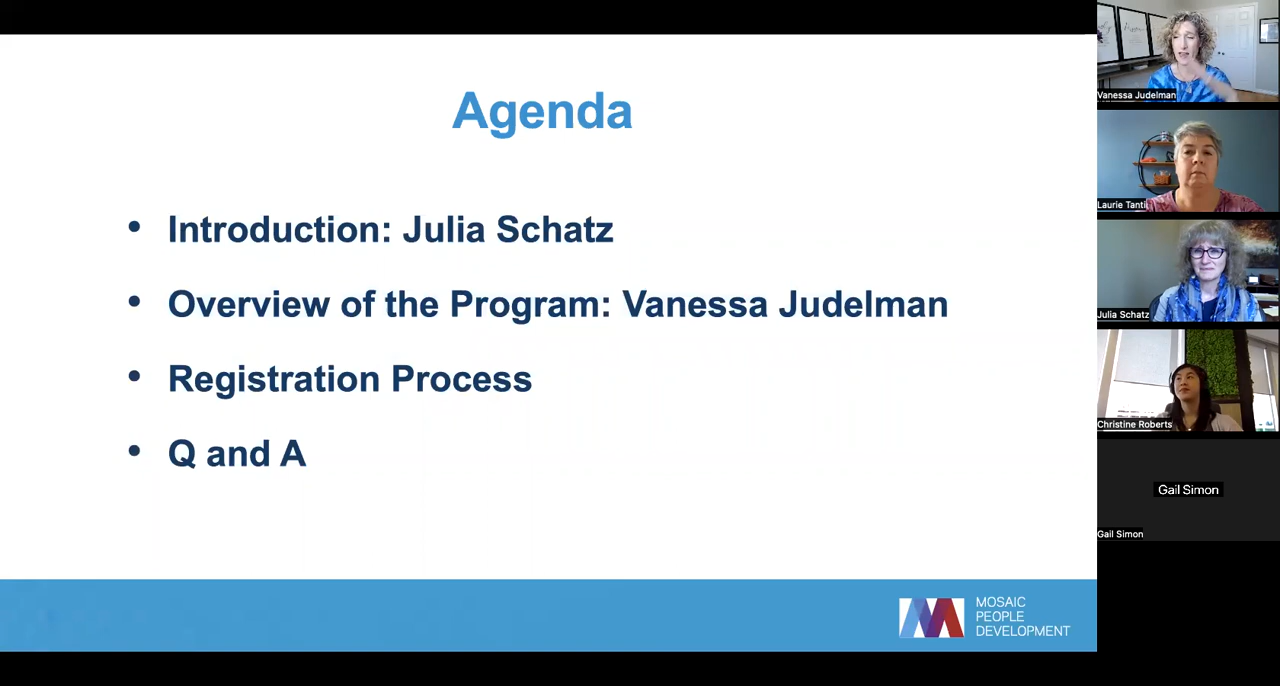 Agenda
• Introduction: Julia Schatz
• Overview of the Program: Vanessa Judelman
• Registration Process
• Q and A
MOSAIC
PEOPLE
DEVELOPMENT
Vanessa Judelman
Laurie Tanti
Julia Schatz
Christine Roberts
Gail Simon
Gail Simon